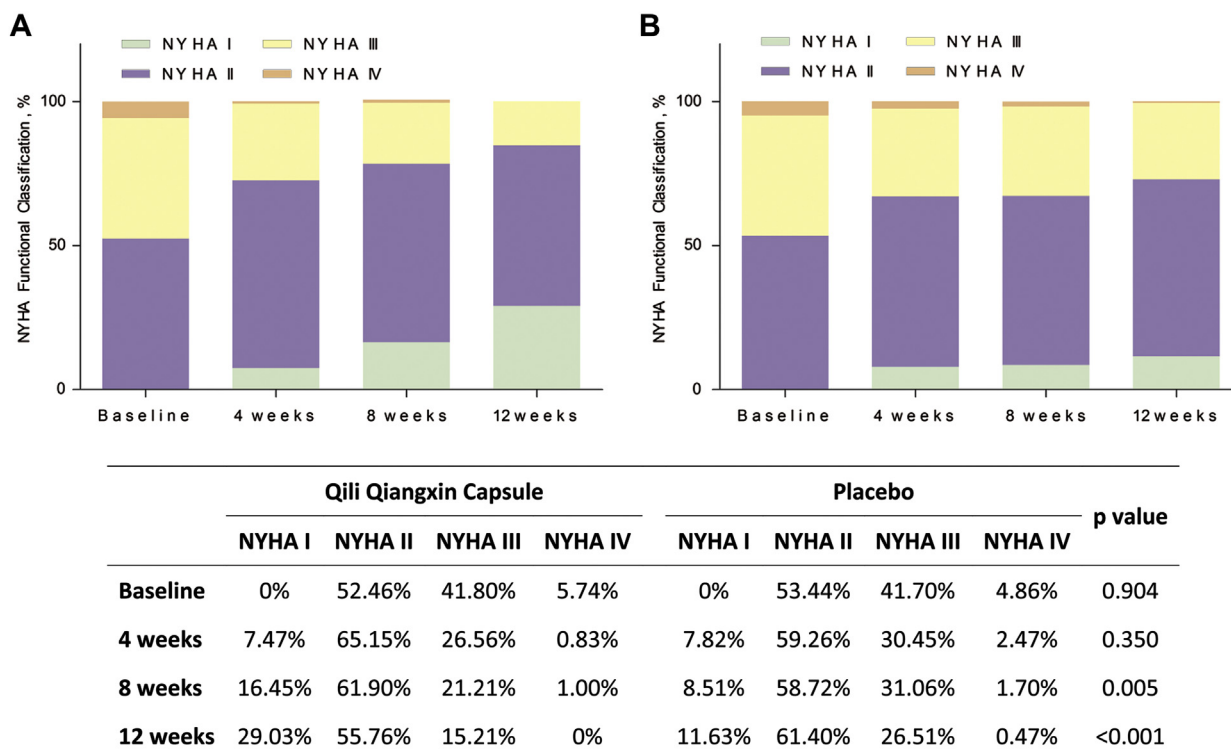 A
NYHA I NYHA III
NYHA II NYHA IV
NYHA Functional Classification, %
100
50
0
Baseline 4 weeks 8 weeks 12weeks
B
NYHA I NYHA III
NYHA II NYHA IV
NYHA Functional Classification, %
100
50
0
Baseline 4 weeks 8 weeks 12weeks
Qili Qiangxin Capsule Placebo p value
NYHA I NYHA II NYHA III NYHA IV NYHA I NYHA II NYHA III NYHA IV
Baseline 0% 52.46% 41.80% 5.74% 0% 53.44% 41.70% 4.86% 0.904
4 weeks 7.47% 65.15% 26.56% 0.83% 7.82% 59.26% 30.45% 2.47% 0.350
8 weeks 16.45% 61.90% 21.21% 1.00% 8.51% 58.72% 31.06% 1.70% 0.005
12 weeks 29.03% 55.76% 15.21% 0% 11.63% 61.40% 26.51% 0.47% <0.001